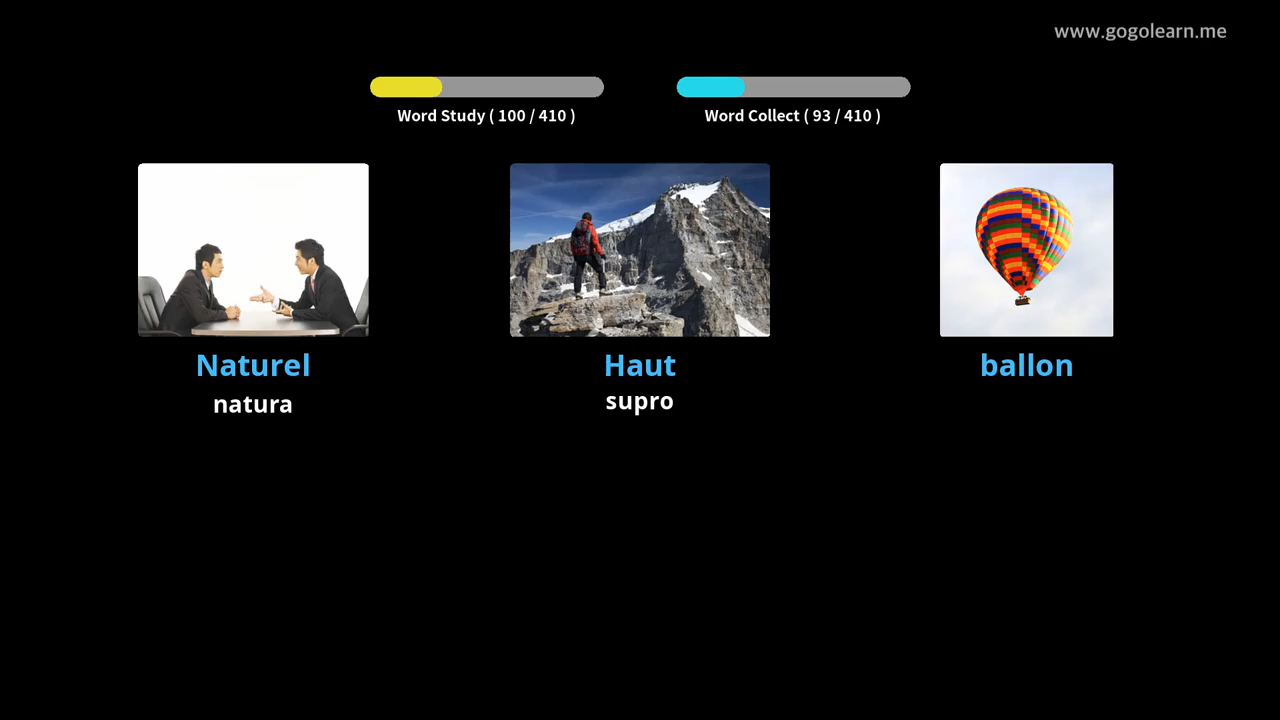 www.gogolearn.me
Word Study ( 100 / 410 )
Word Collect ( 93 / 410 )
Naturel
natura
Haut
supro
ballon